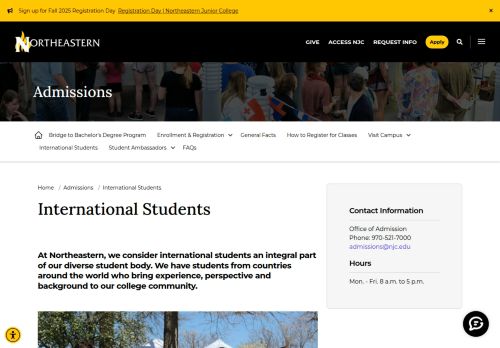 Sign up for Fall 2025 Registration Day Registration Day | Northeastern Junior College
NORTHEASTERN
GIVE ACCESS NJC REQUEST INFO Apply
Admissions
Bridge to Bachelor's Degree Program Enrollment & Registration General Facts How to Register for Classes Visit Campus
International Students Student Ambassadors FAQs
Home / Admissions / International Students
International Students
At Northeastern, we consider international students an integral part
of our diverse student body. We have students from countries
around the world who bring experience, perspective and
background to our college community.
Contact Information
Office of Admission
Phone: 970-521-7000
admissions@njc.edu
Hours
Mon. - Fri. 8 a.m. to 5 p.m.